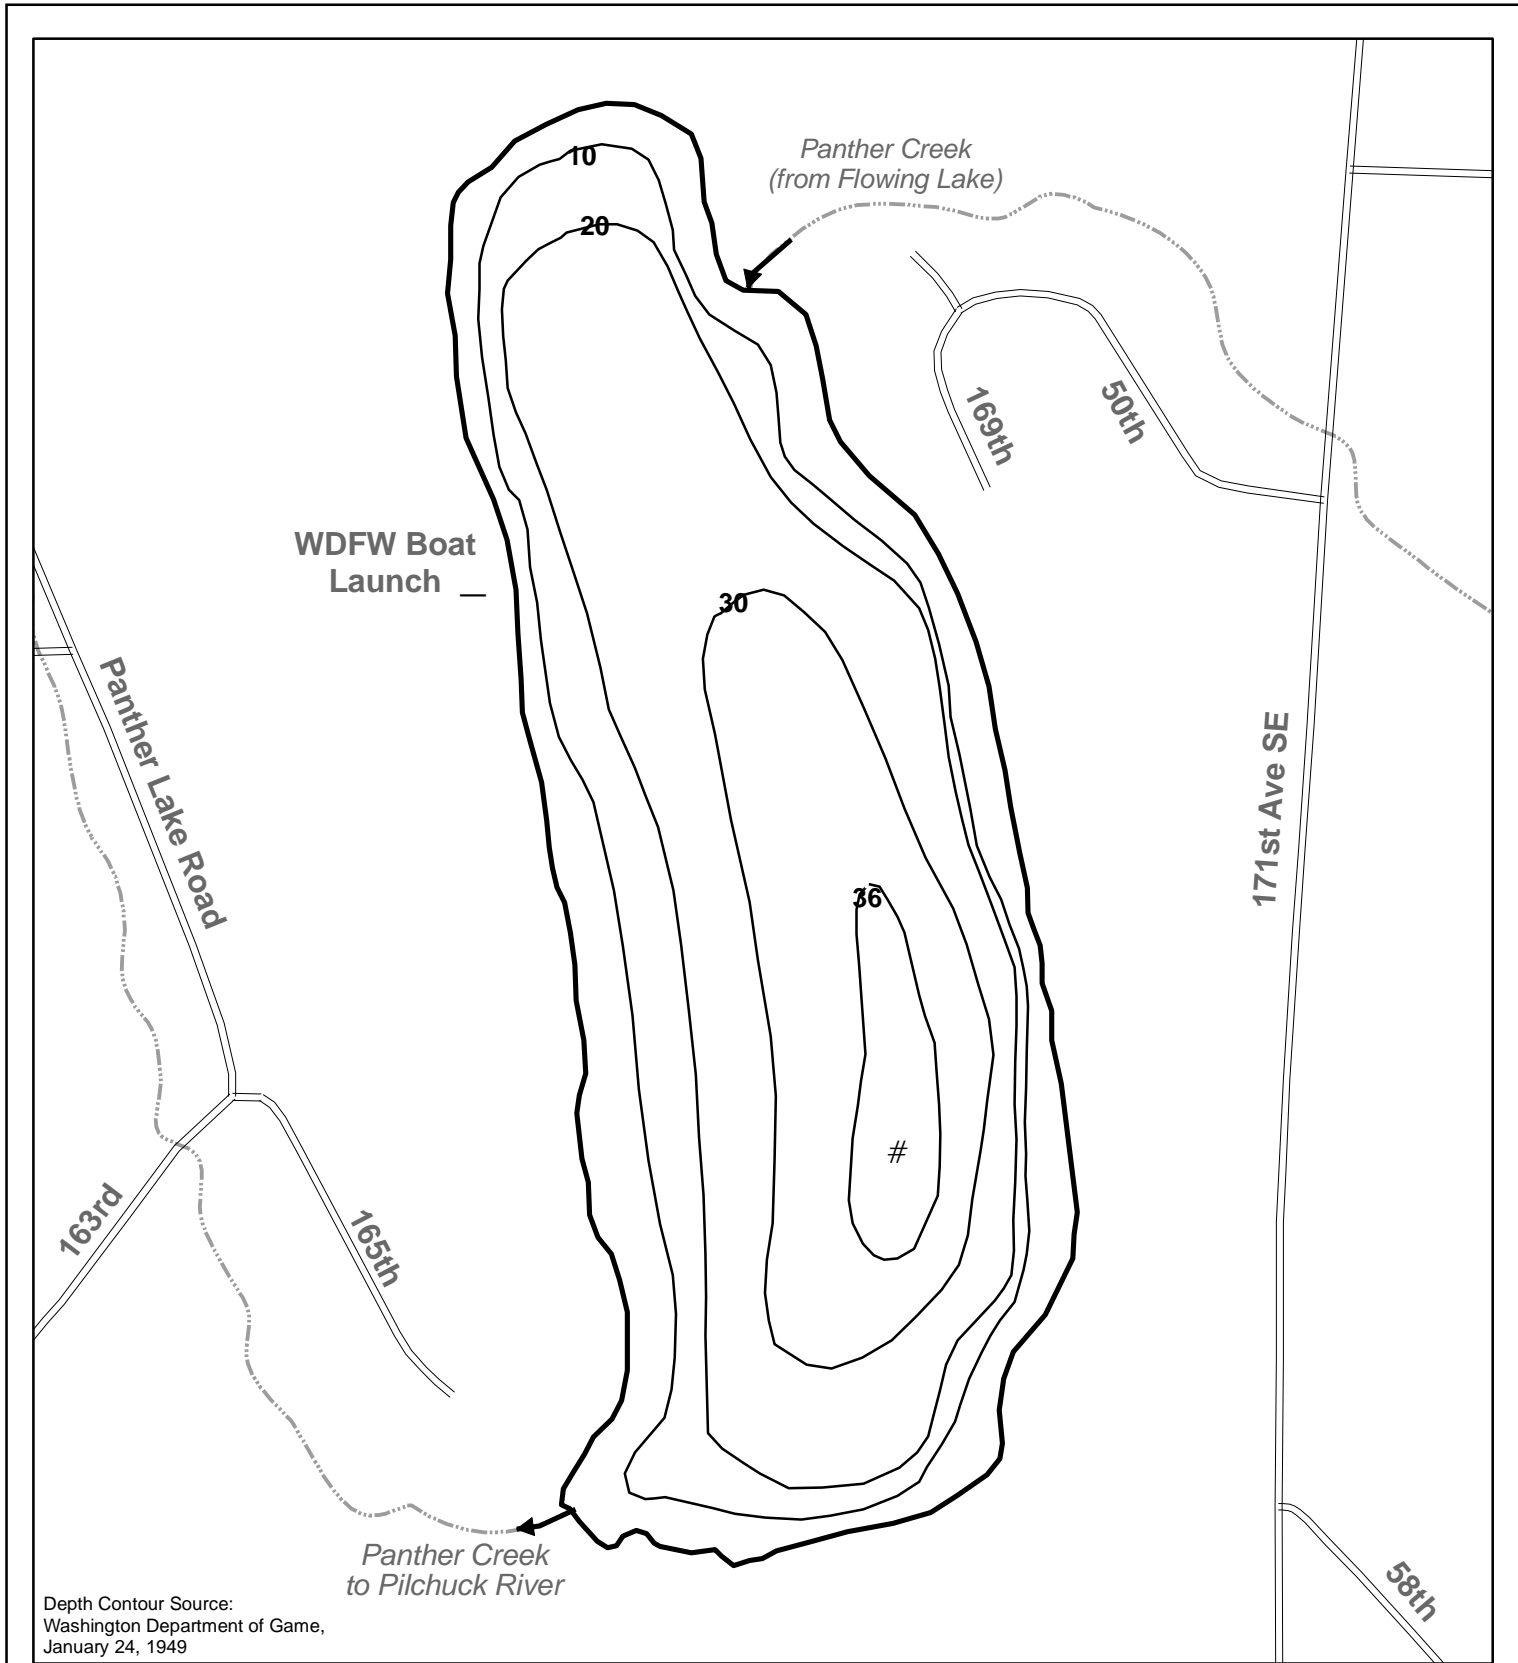 10
Panther Creek
(from Flowing Lake)
20
169th
50th
WDFW Boat
Launch
30
Panther Lake Road
171st Ave SE
36
#
163rd
165th
Panther Creek
to Pilchuck River
58th
Depth Contour Source:
Washington Department of Game,
January 24, 1949